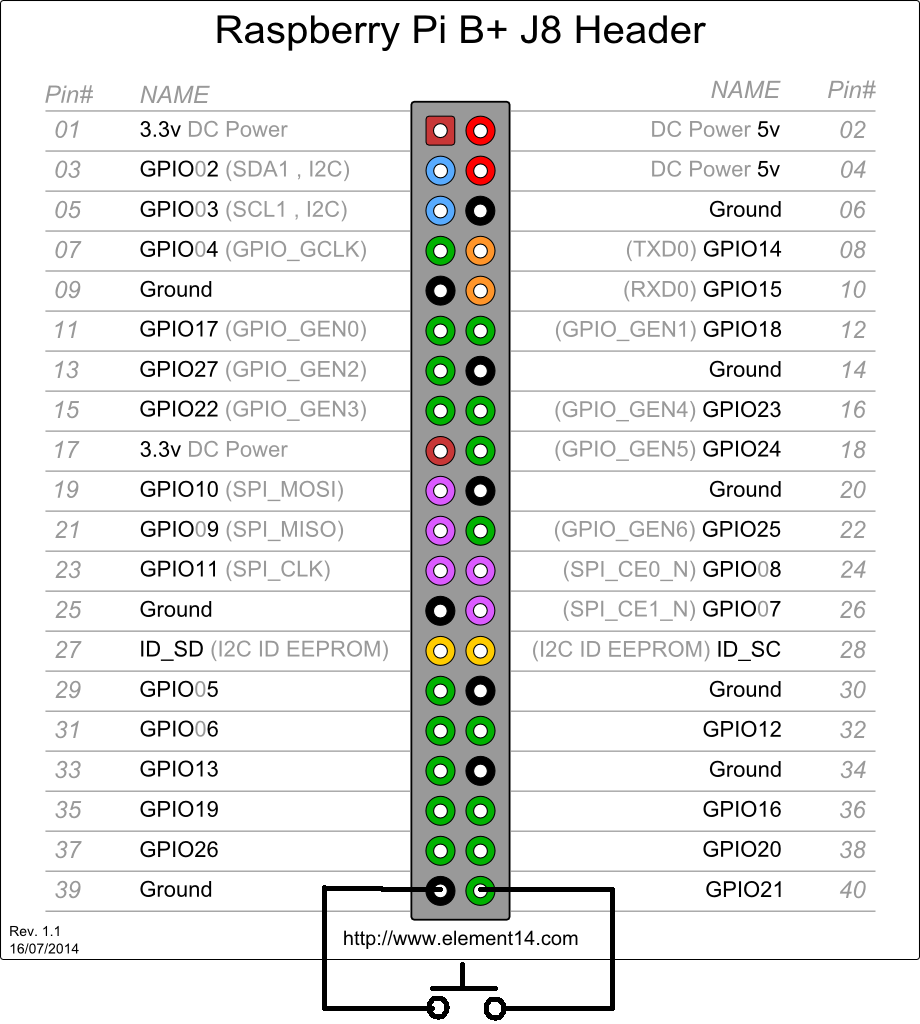 Raspberry Pi B+ J8 Header
Pin# NAME NAME Pin#
01 3.3v DC Power DC Power 5v 02
03 GPIO02 (SDA1 , I2C) DC Power 5v 04
05 GPIO03 (SCL1 , I2C) Ground 06
07 GPIO04 (GPIO_GCLK) (TXD0) GPIO14 08
09 Ground (RXD0) GPIO15 10
11 GPIO17 (GPIO_GEN0) (GPIO_GEN1) GPIO18 12
13 GPIO27 (GPIO_GEN2) Ground 14
15 GPIO22 (GPIO_GEN3) (GPIO_GEN4) GPIO23 16
17 3.3v DC Power (GPIO_GEN5) GPIO24 18
19 GPIO10 (SPI_MOSI) Ground 20
21 GPIO09 (SPI_MISO) (GPIO_GEN6) GPIO25 22
23 GPIO11 (SPI_CLK) (SPI_CE0_N) GPIO08 24
25 Ground (SPI_CE1_N) GPIO07 26
27 ID_SD (I2C ID EEPROM) (I2C ID EEPROM) ID_SC 28
29 GPIO05 Ground 30
31 GPIO06 GPIO12 32
33 GPIO13 Ground 34
35 GPIO19 GPIO16 36
37 GPIO26 GPIO20 38
39 Ground GPIO21 40
Rev. 1.1
16/07/2014
http://www.element14.com